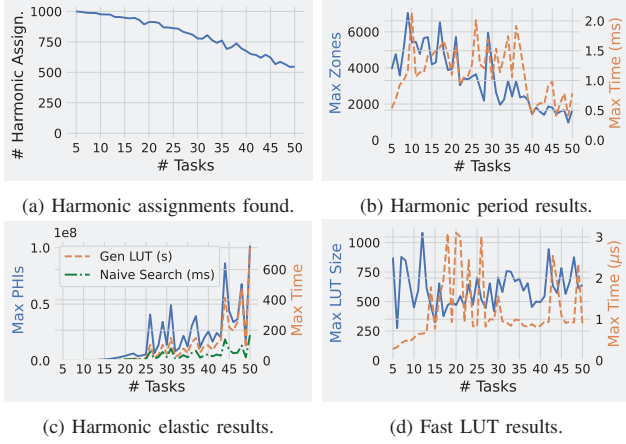 # Harmonic Assign.
1000
750
500
250
0
5 10 15 20 25 30 35 40 45 50
# Tasks
(a) Harmonic assignments found.
Max Zones
6000
4000
2000
0
2.0
1.5
1.0
0.5
0.0
Max Time (ms)
5 10 15 20 25 30 35 40 45 50
# Tasks
(b) Harmonic period results.
1e8
Max PHIs
1.0
0.5
0.0
Gen LUT (s)
Naive Search (ms)
600
400
200
0
Max Time
5 10 15 20 25 30 35 40 45 50
# Tasks
(c) Harmonic elastic results.
Max LUT Size
1000
750
500
250
0
3
2
1
0
Max Time (μs)
5 10 15 20 25 30 35 40 45 50
# Tasks
(d) Fast LUT results.